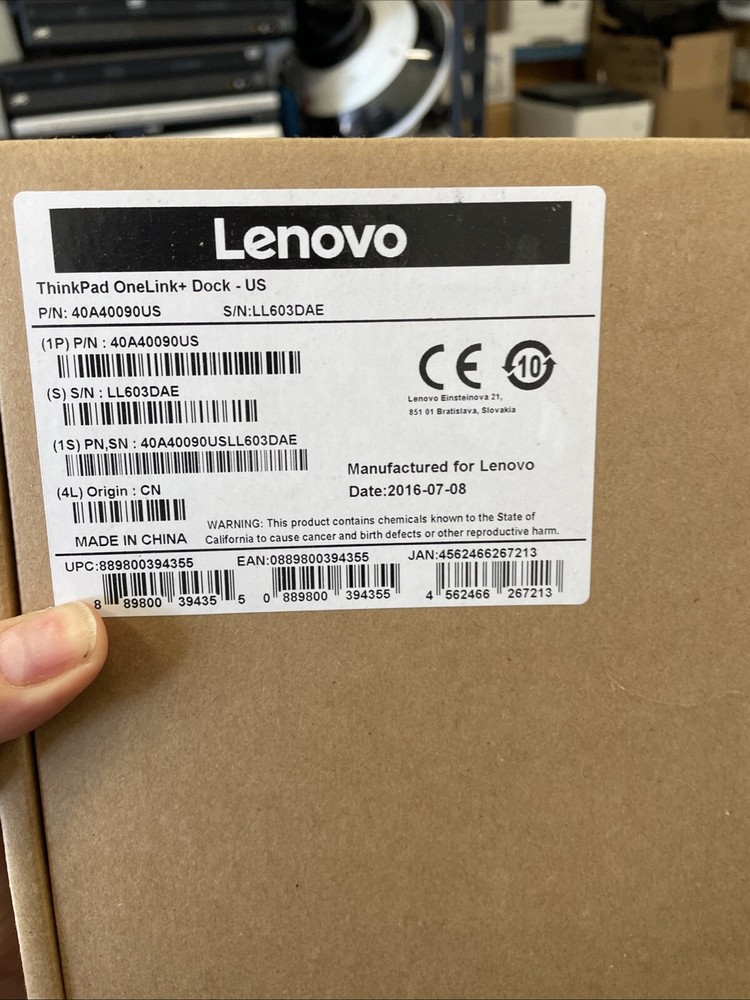 Lenovo
ThinkPad OneLink+ Dock - US
P/N: 40A40090US S/N:LL603DAE
(1P) P/N : 40A40090US
(S) S/N : LL603DAE
10
Lenovo Einsteinova 21,
851 01 Bratislava, Slovakia
(1S) PN,SN : 40A40090USLL603DAE
Manufactured for Lenovo
(4L) Origin : CN
Date:2016-07-08
MADE IN CHINA
WARNING: This product contains chemicals known to the State of
California to cause cancer and birth defects or other reproductive harm.
UPC:889800394355 EAN:0889800394355 JAN:4562466267213
8 89800 39435 5 0 889800 394355 4 562466 267213